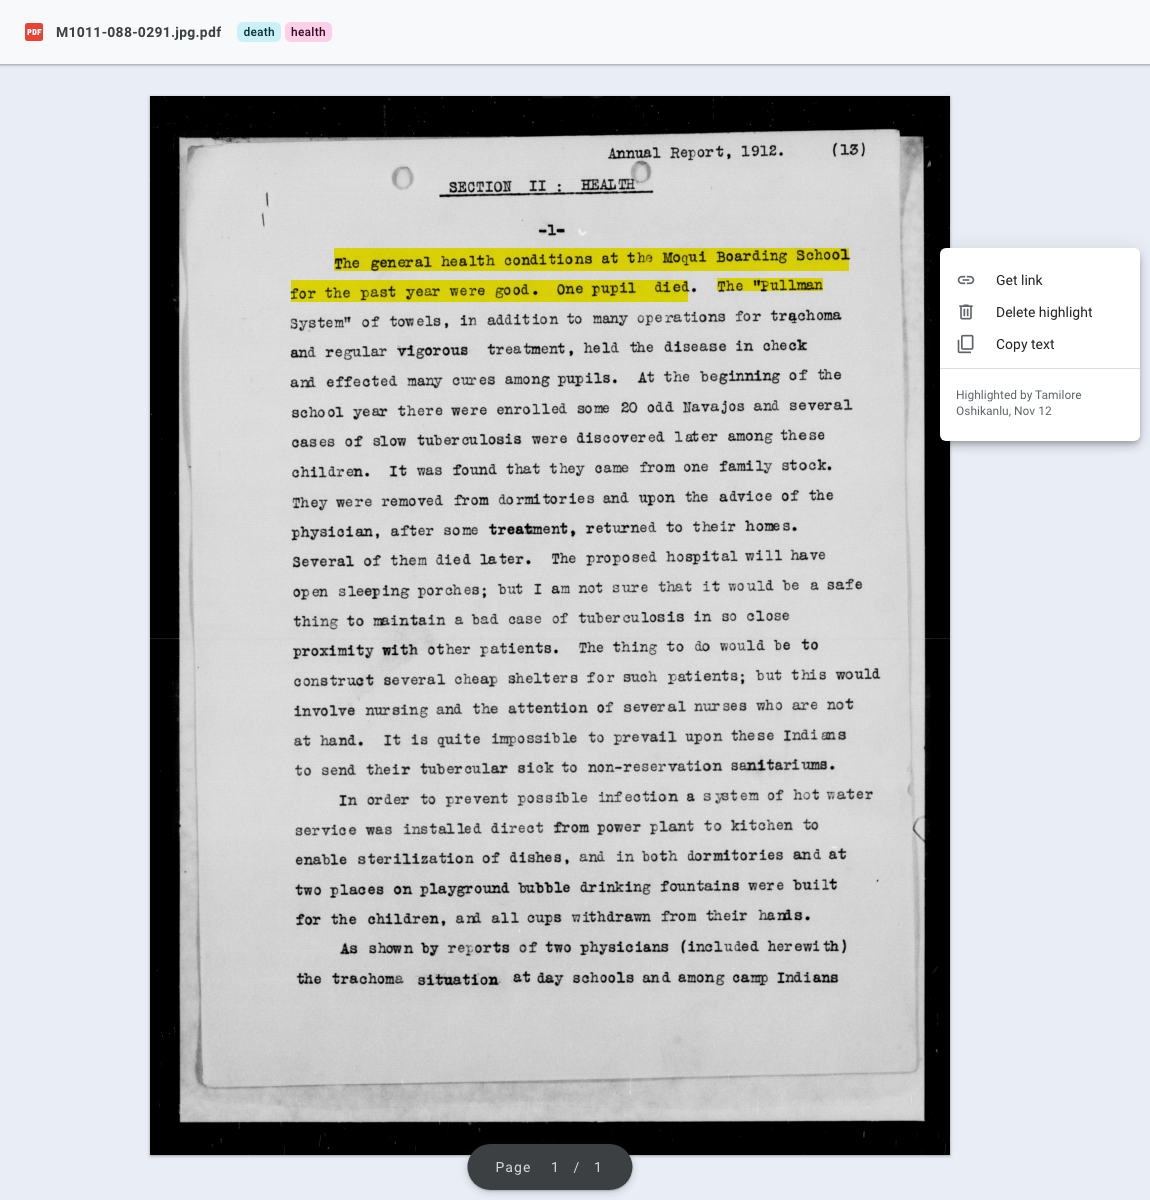 M1011-088-0291.jpg.pdf death health
Annual Report, 1912. (13)
SECTION II : HEALTH
-1-
The general health conditions at the Moqui Boarding School
for the past year were good. One pupil died. The "Pullman
System" of towels, in addition to many operations for trachoma
and regular vigorous treatment, held the disease in check
and effected many cures among pupils. At the beginning of the
school year there were enrolled some 20 odd Navajos and several
cases of slow tuberculosis were discovered later among these
children. It was found that they came from one family stock.
They were removed from dormitories and upon the advice of the
physician, after some treatment, returned to their homes.
Several of them died later. The proposed hospital will have
open sleeping porches; but I am not sure that it would be a safe
thing to maintain a bad case of tuberculosis in so close
proximity with other patients. The thing to do would be to
construct several cheap shelters for such patients; but this would
involve nursing and the attention of several nurses who are not
at hand. It is quite impossible to prevail upon these Indians
to send their tubercular sick to non-reservation sanitariums.
In order to prevent possible infection a system of hot water
service was installed direct from power plant to kitchen to
enable sterilization of dishes, and in both dormitories and at
two places on playground bubble drinking fountains were built
for the children, and all cups withdrawn from their hands.
As shown by reports of two physicians (included herewith)
the trachoma situation at day schools and among camp Indians
Get link
Delete highlight
Copy text
Highlighted by Tamilore
Oshikanlu, Nov 12
Page 1 / 1